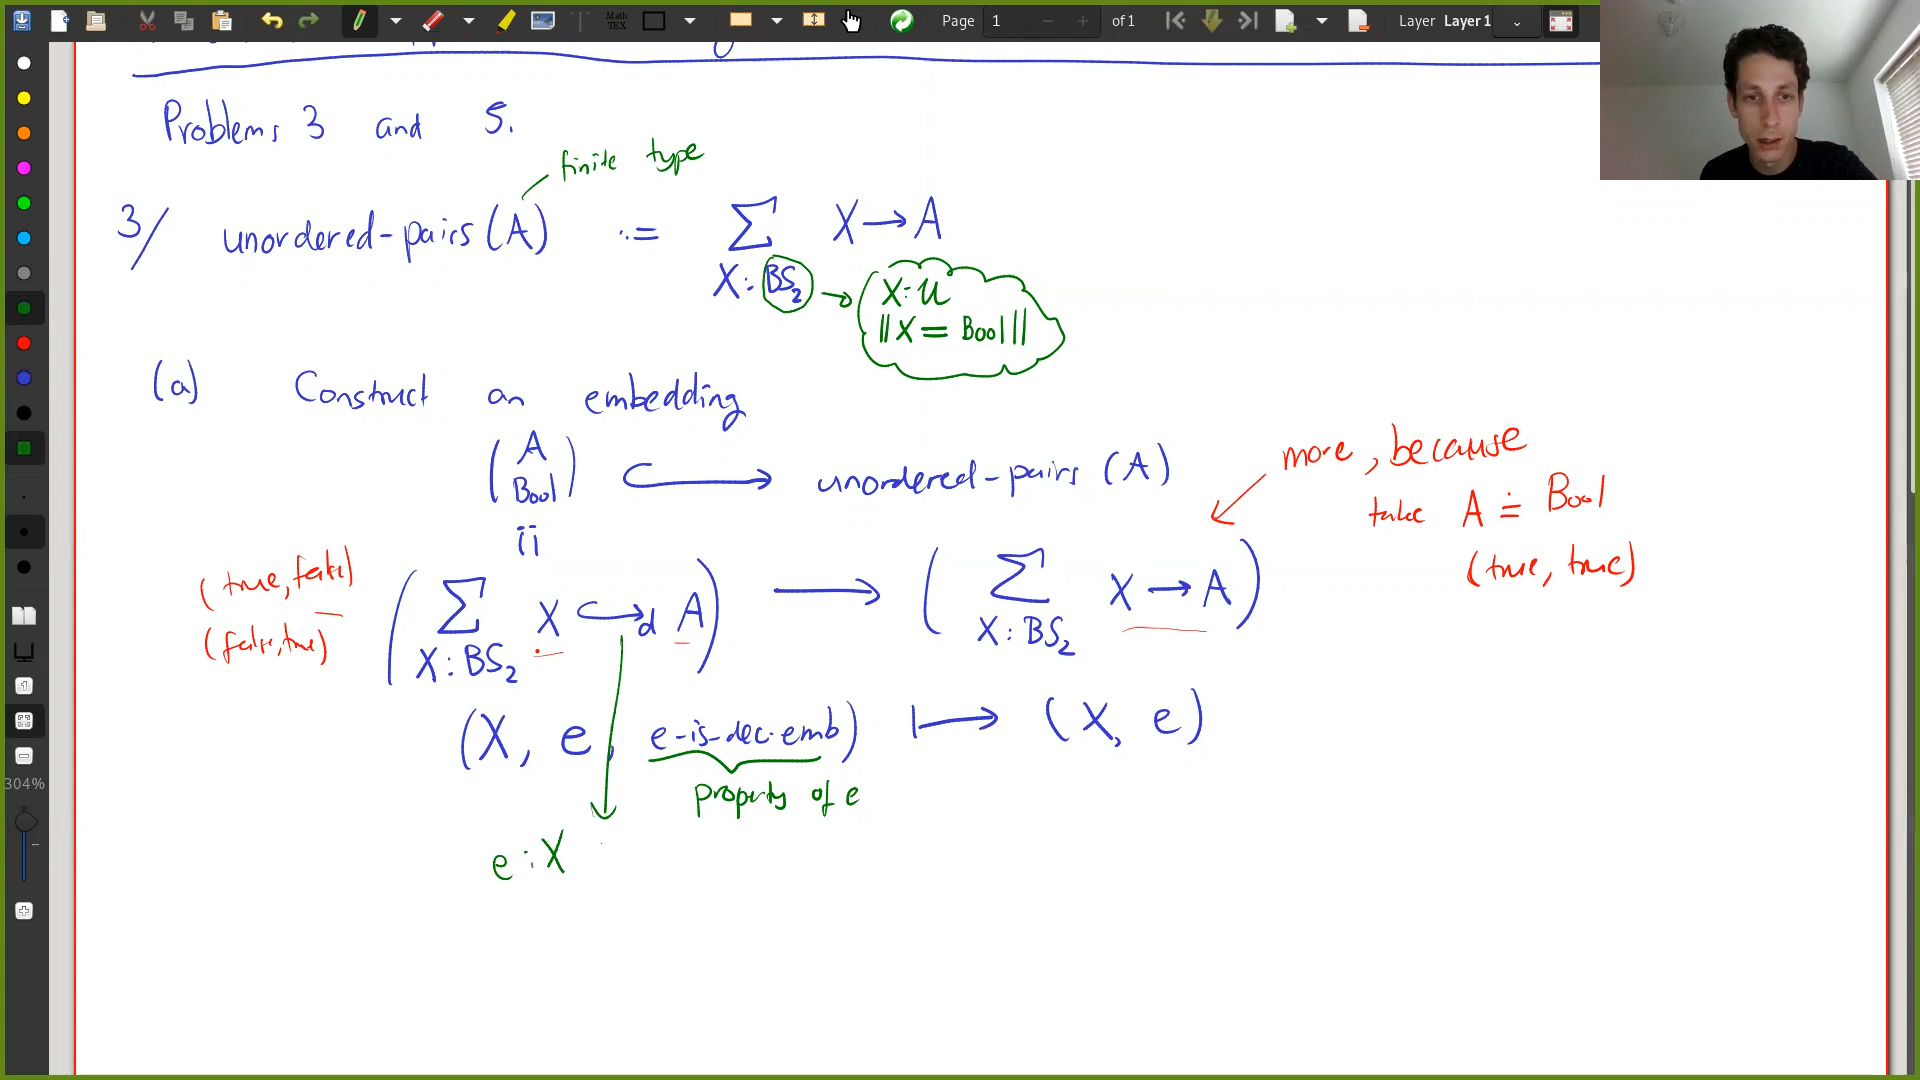 Page 1 of 1 Layer Layer 1
Math TEX
Problems 3 and 5.
finite type
3/ unordered-pairs (A) := ∑ X → A
X : BS₂
X : U
‖X = Bool‖
(a) Construct an embedding
(A Bool) ↪ unordered-pairs (A)
more, because
take A ≐ Bool
(true, true)
(true, false)
(false, true)
(∑ X ↪d A) → (∑ X → A)
X : BS₂ X : BS₂
(X, e, e-is-dec-emb) ↦ (X, e)
property of e
e : X
304%